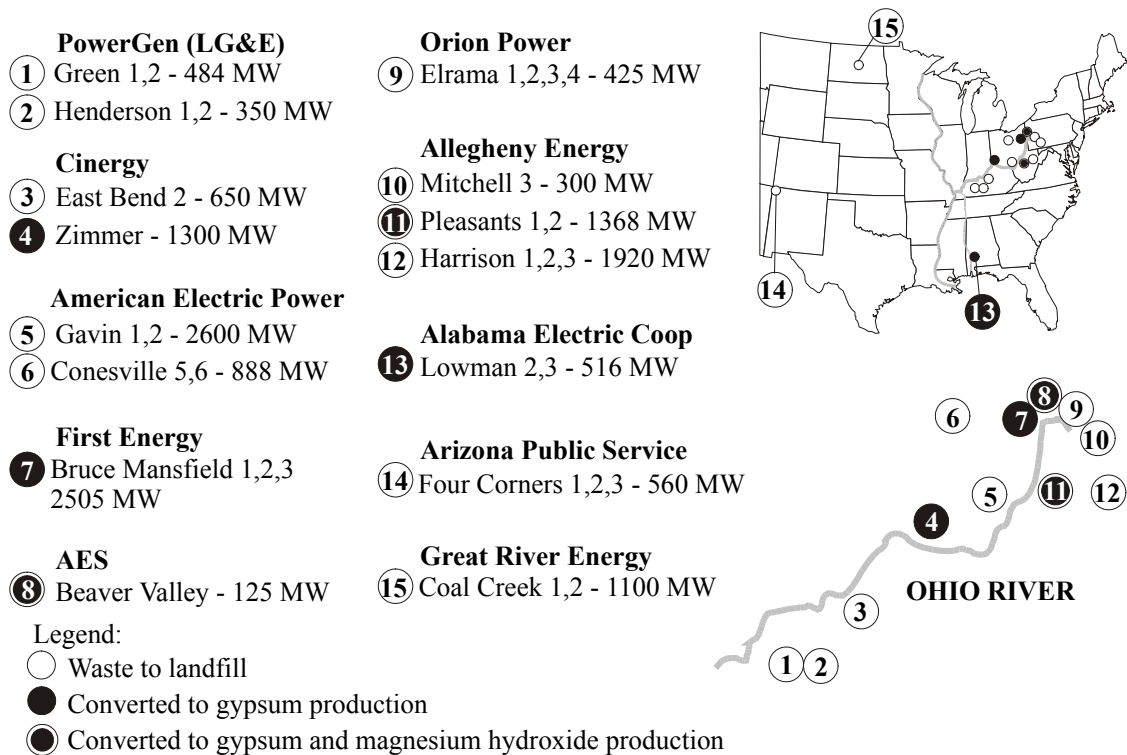 PowerGen (LG&E)
1 Green 1,2 - 484 MW
2 Henderson 1,2 - 350 MW
Cinergy
3 East Bend 2 - 650 MW
4 Zimmer - 1300 MW
American Electric Power
5 Gavin 1,2 - 2600 MW
6 Conesville 5,6 - 888 MW
First Energy
7 Bruce Mansfield 1,2,3
2505 MW
AES
8 Beaver Valley - 125 MW
Legend:
Waste to landfill
Converted to gypsum production
Converted to gypsum and magnesium hydroxide production
Orion Power
9 Elrama 1,2,3,4 - 425 MW
Allegheny Energy
10 Mitchell 3 - 300 MW
11 Pleasants 1,2 - 1368 MW
12 Harrison 1,2,3 - 1920 MW
Alabama Electric Coop
13 Lowman 2,3 - 516 MW
Arizona Public Service
14 Four Corners 1,2,3 - 560 MW
Great River Energy
15 Coal Creek 1,2 - 1100 MW
15
14
13
8
9
7
6
10
5
11
12
4
OHIO RIVER
3
1
2